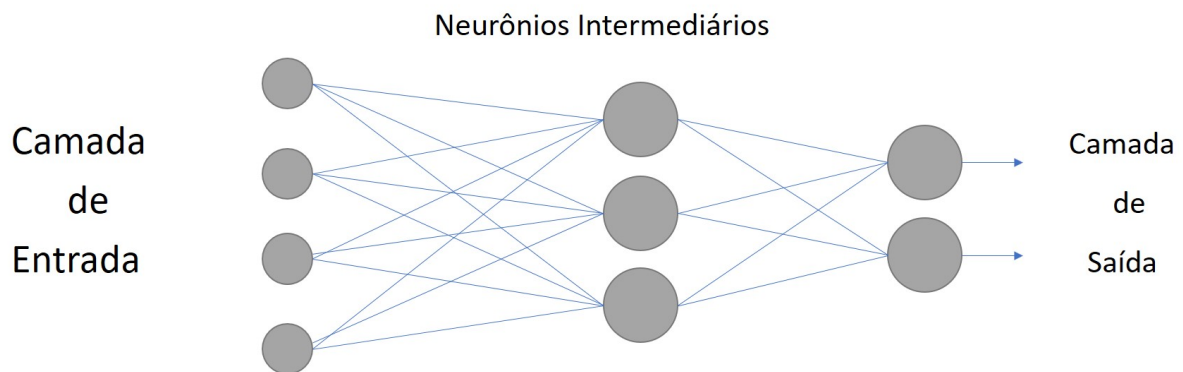 Neurônios Intermediários
Camada
de
Entrada
Camada
de
Saída